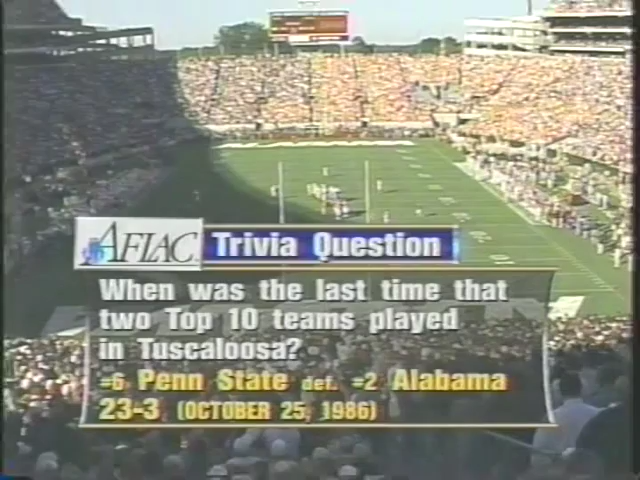 AFLAC Trivia Question
When was the last time that
two Top 10 teams played
in Tuscaloosa?
#6 Penn State def. #2 Alabama
23-3 (OCTOBER 25, 1986)